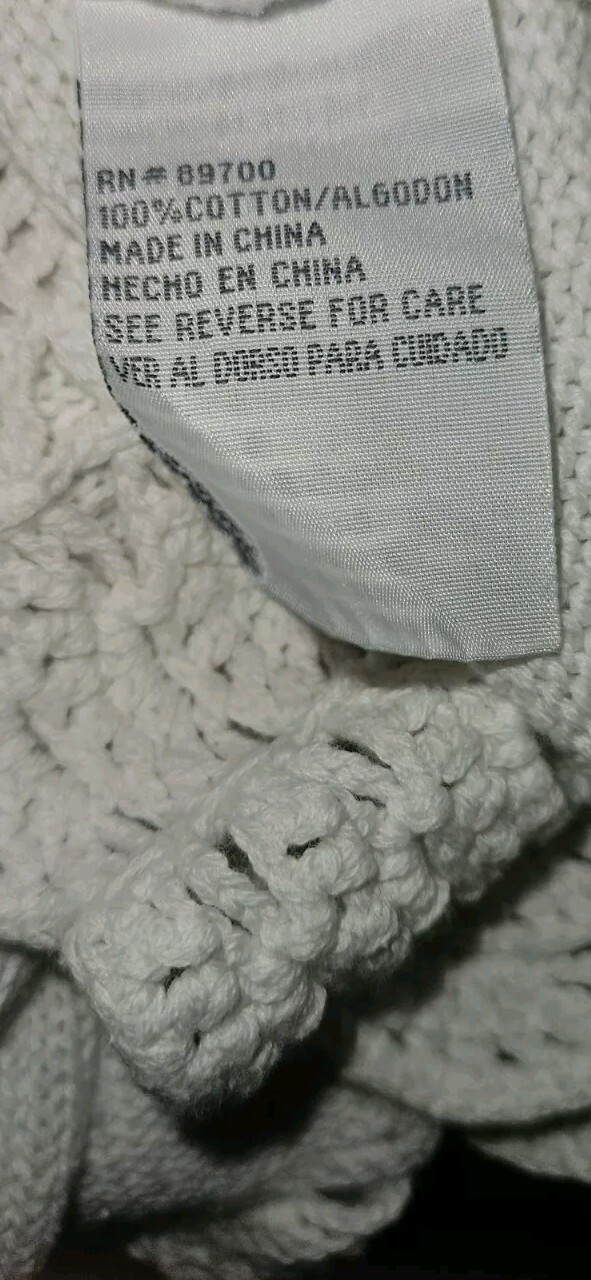 RN # 89700
100%COTTON/ALGODON
MADE IN CHINA
HECHO EN CHINA
SEE REVERSE FOR CARE
VER AL DORSO PARA CUIDADO